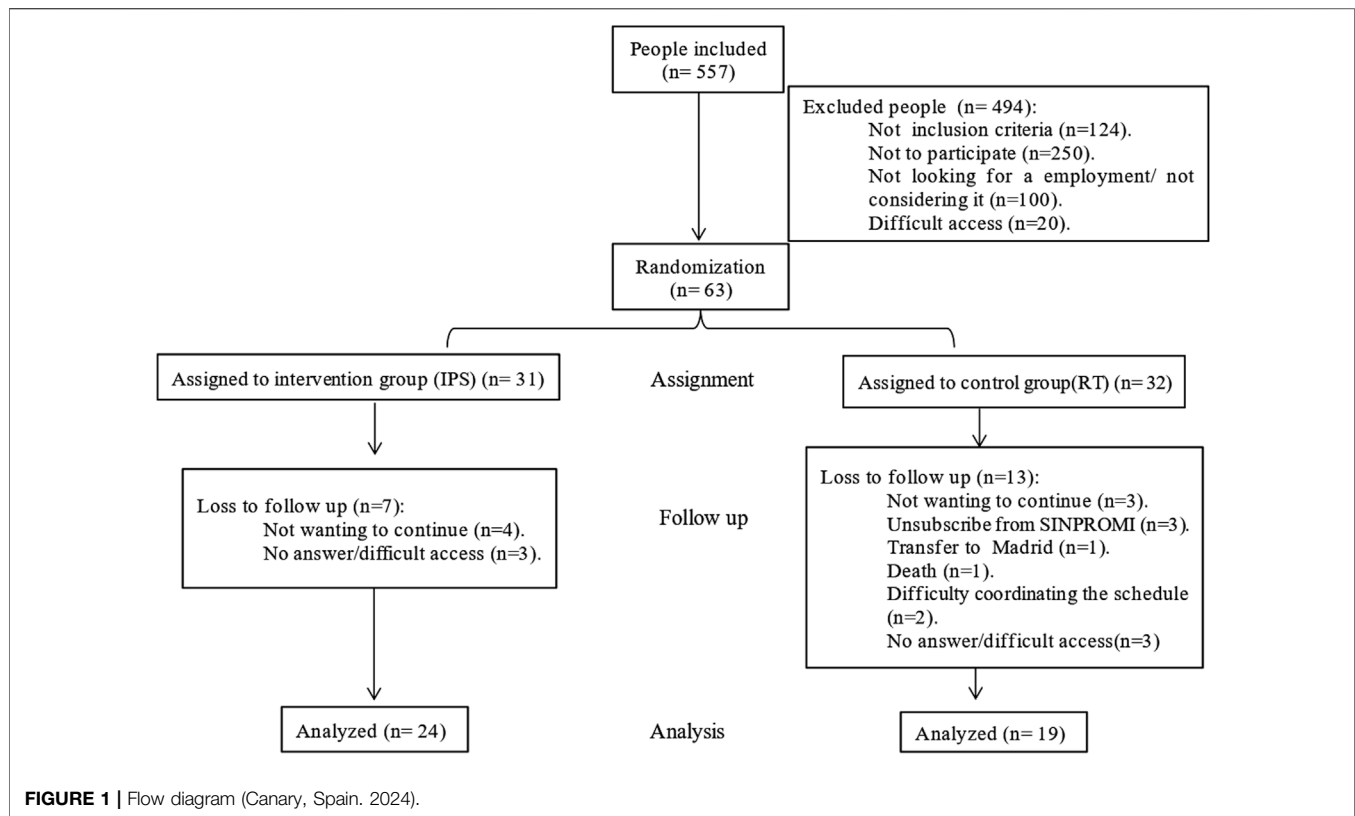 People included
(n= 557)
Excluded people (n= 494):
Not inclusion criteria (n=124).
Not to participate (n=250).
Not looking for a employment/ not
considering it (n=100).
Difficult access (n=20).
Randomization
(n= 63)
Assigned to intervention group (IPS) (n= 31)
Assignment
Assigned to control group(RT) (n= 32)
Loss to follow up (n=7):
Not wanting to continue (n=4).
No answer/difficult access (n=3).
Follow up
Loss to follow up (n=13):
Not wanting to continue (n=3).
Unsubscribe from SINPROMI (n=3).
Transfer to Madrid (n=1).
Death (n=1).
Difficulty coordinating the schedule
(n=2).
No answer/difficult access(n=3)
Analyzed (n= 24)
Analysis
Analyzed (n= 19)
FIGURE 1 | Flow diagram (Canary, Spain. 2024).